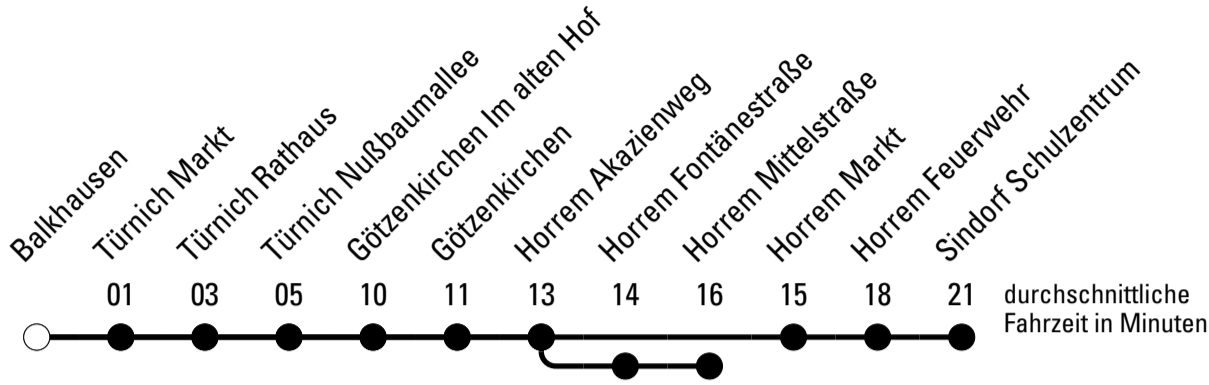 Balkhausen
Türnich Markt
Türnich Rathaus
Türnich Nußbaumallee
Götzenkirchen Im alten Hof
Götzenkirchen
Horrem Akazienweg
Horrem Fontänestraße
Horrem Mittelstraße
Horrem Markt
Horrem Feuerwehr
Sindorf Schulzentrum
01 03 05 10 11 13 14 16 15 18 21 durchschnittliche
Fahrzeit in Minuten